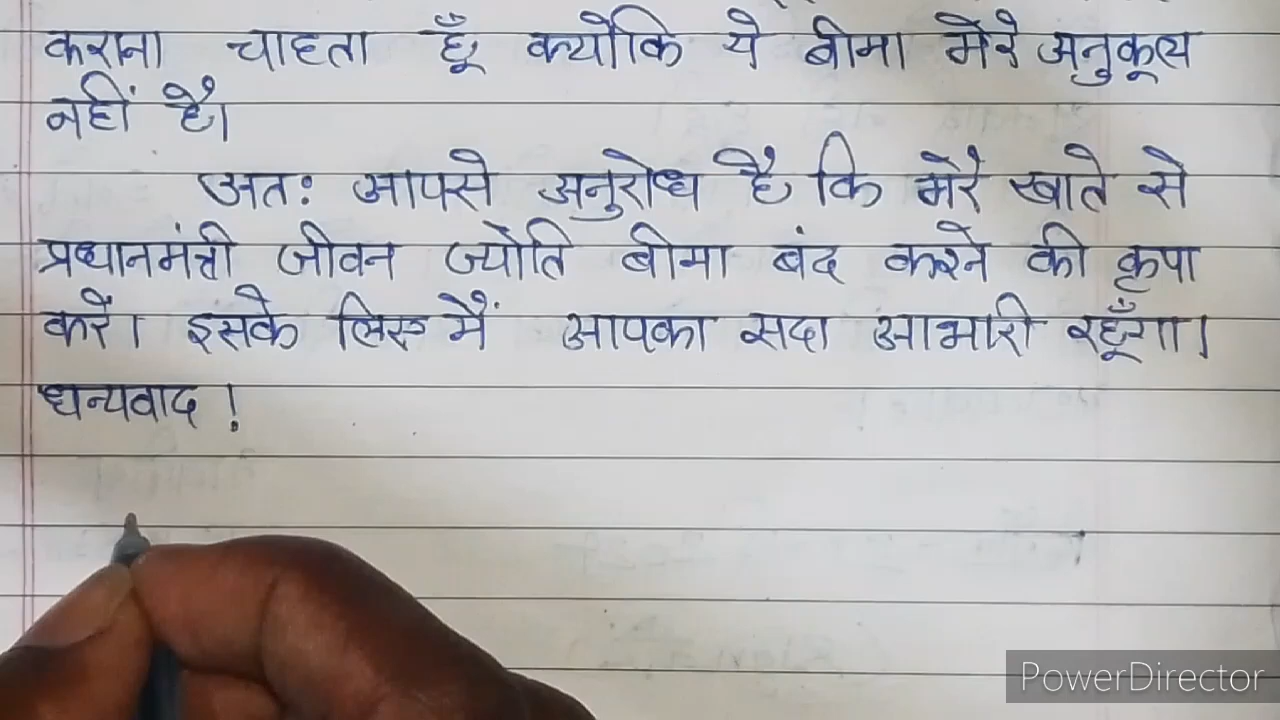 कराना चाहता हूँ क्योंकि ये बीमा मेरे अनुकूल
नहीं है।
अतः आपसे अनुरोध है कि मेरे खाते से
प्रधानमंत्री जीवन ज्योति बीमा बंद करने की कृपा
करें। इसके लिए मैं आपका सदा आभारी रहूँगा।
धन्यवाद !
PowerDirector